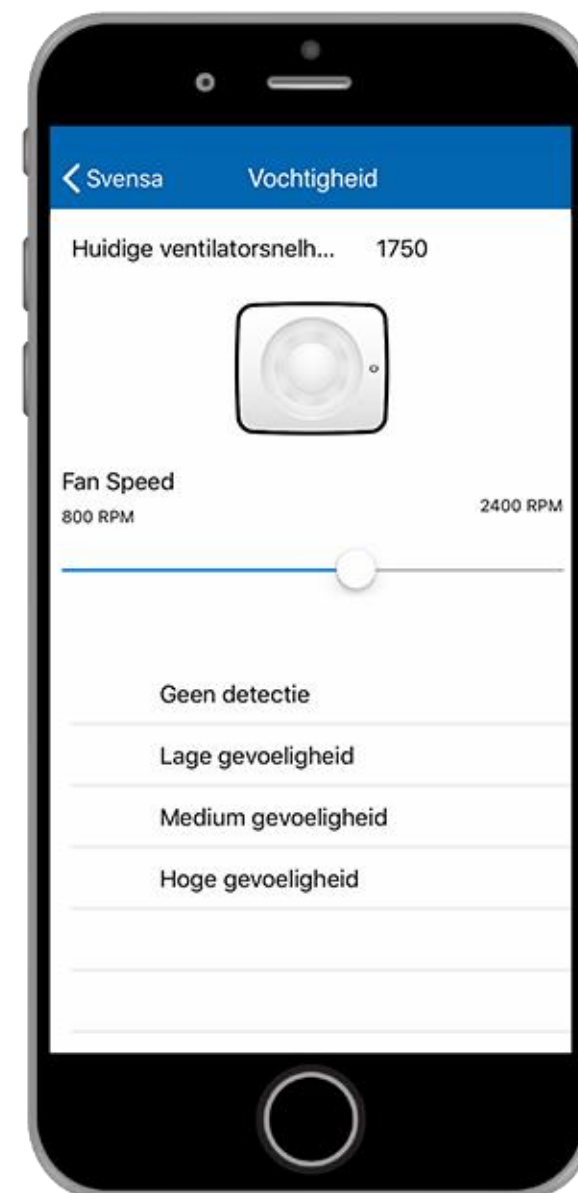 Svensa Vochtigheid
Huidige ventilatorsnelh... 1750
Fan Speed
800 RPM 2400 RPM
Geen detectie
Lage gevoeligheid
Medium gevoeligheid
Hoge gevoeligheid